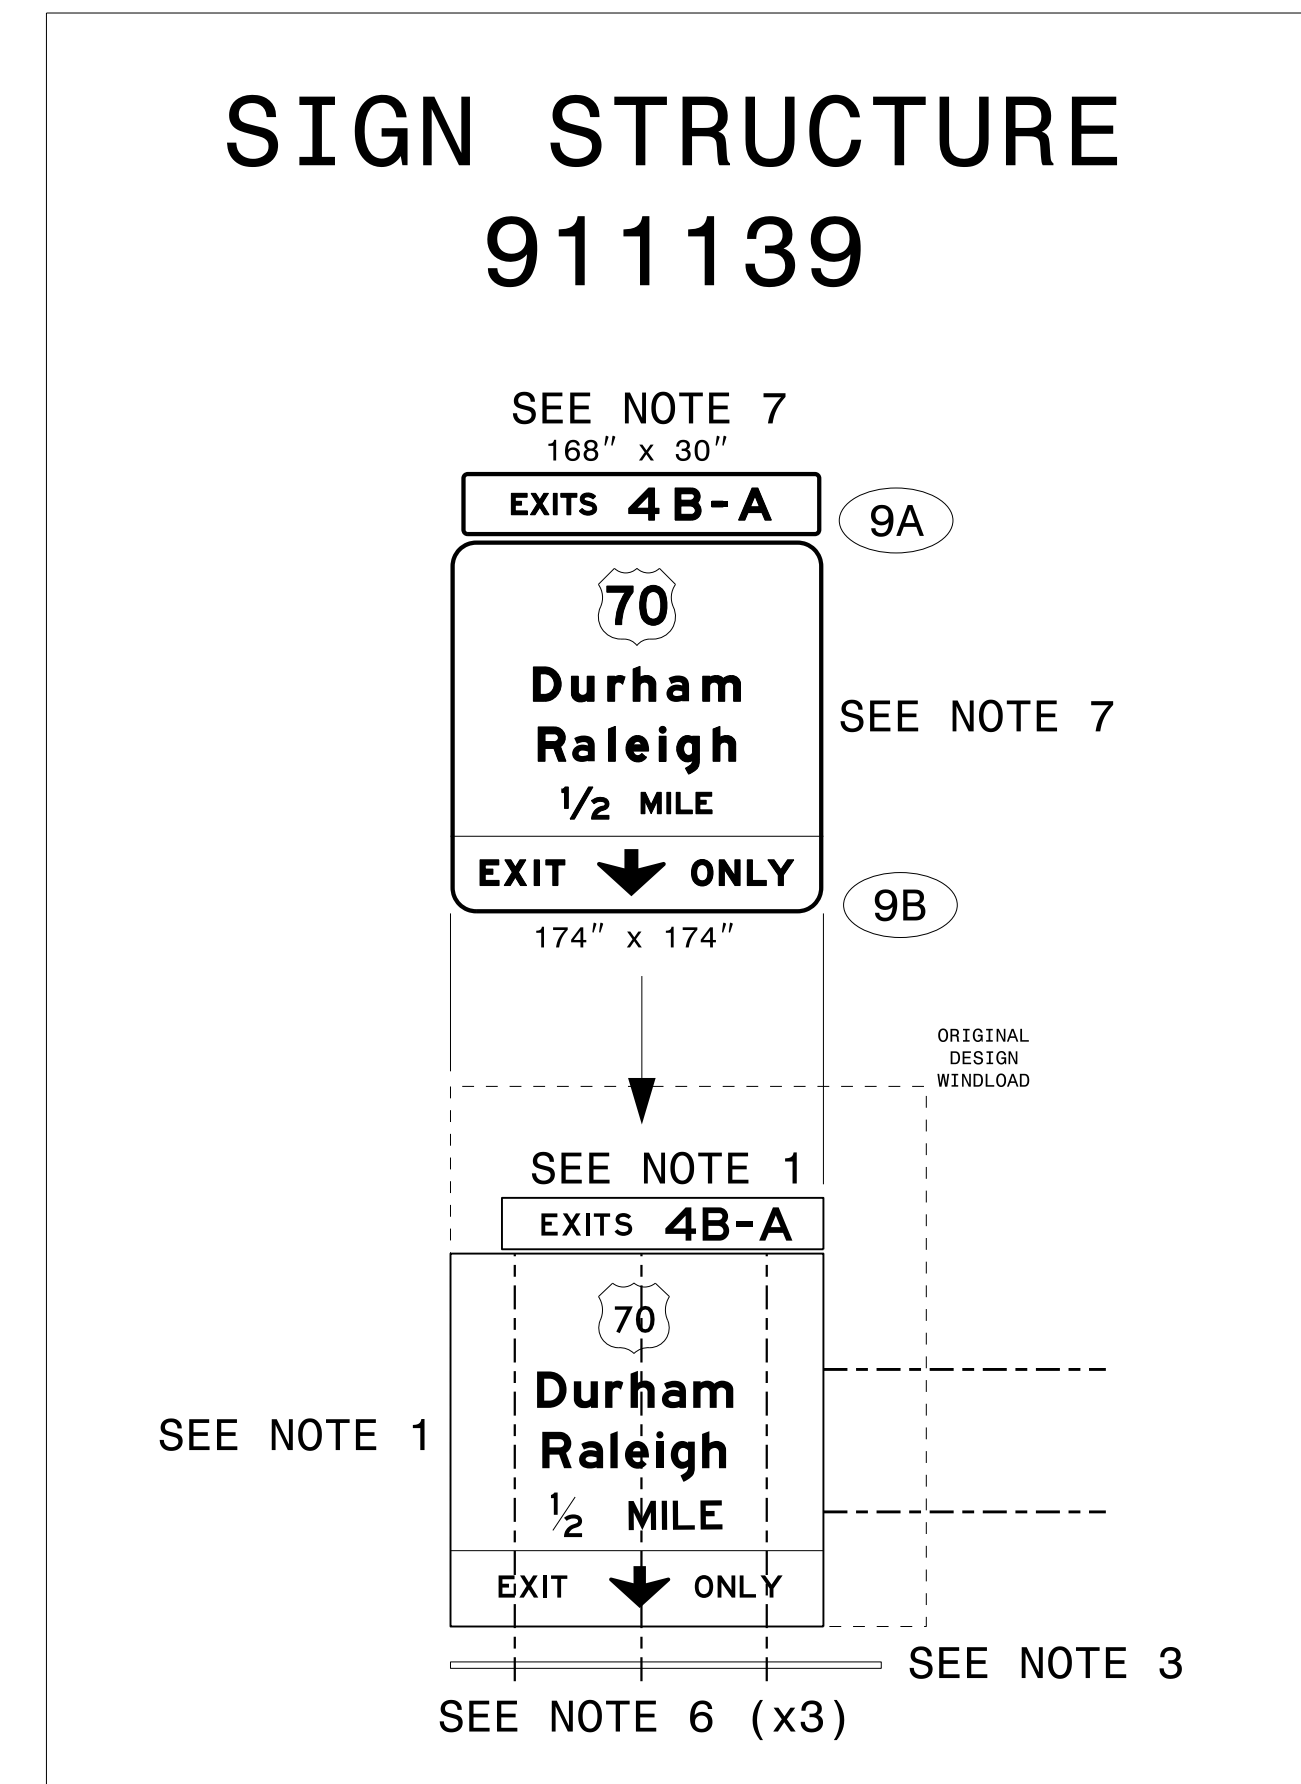 SIGN STRUCTURE
911139
SEE NOTE 7
168" x 30"
EXITS 4B-A
9A
70
Durham
Raleigh
SEE NOTE 7
1/2 MILE
EXIT ONLY
9B
174" x 174"
ORIGINAL
DESIGN
WINDLOAD
SEE NOTE 1
EXITS 4B-A
70
Durham
Raleigh
SEE NOTE 1
1/2 MILE
EXIT ONLY
SEE NOTE 3
SEE NOTE 6 (x3)